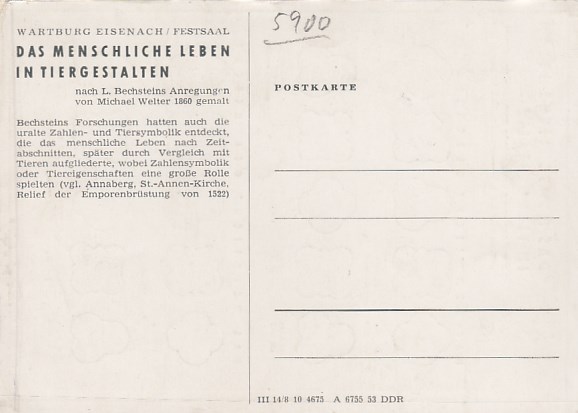 WARTBURG EISENACH / FESTSAAL
DAS MENSCHLICHE LEBEN
IN TIERGESTALTEN
nach L. Bechsteins Anregungen
von Michael Welter 1860 gemalt
Bechsteins Forschungen hatten auch die
uralte Zahlen- und Tiersymbolik entdeckt,
die das menschliche Leben nach Zeit-
abschnitten, später durch Vergleich mit
Tieren aufgliederte, wobei Zahlensymbolik
oder Tiereigenschaften eine große Rolle
spielten (vgl. Annaberg, St.-Annen-Kirche,
Relief der Emporenbrüstung von 1522)
5900
POSTKARTE
III 14/8 10 4675 A 6755 53 DDR